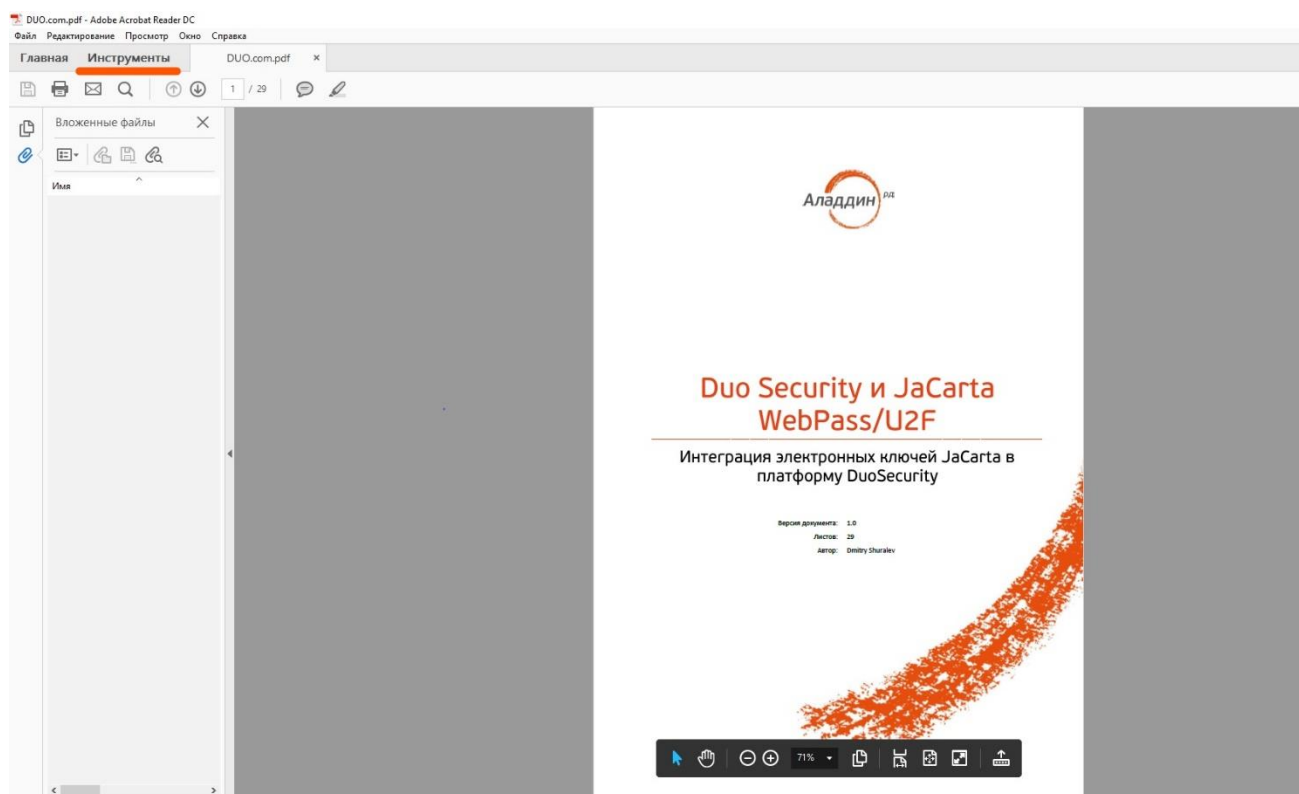 DUO.com.pdf - Adobe Acrobat Reader DC
Файл Редактирование Просмотр Окно Справка
Главная Инструменты DUO.com.pdf ×
1 / 29
Вложенные файлы
Имя
Аладдин РД
Duo Security и JaCarta
WebPass/U2F
Интеграция электронных ключей JaCarta в
платформу DuoSecurity
Версия документа: 1.0
Листов: 29
Автор: Dmitry Shuralev
71%